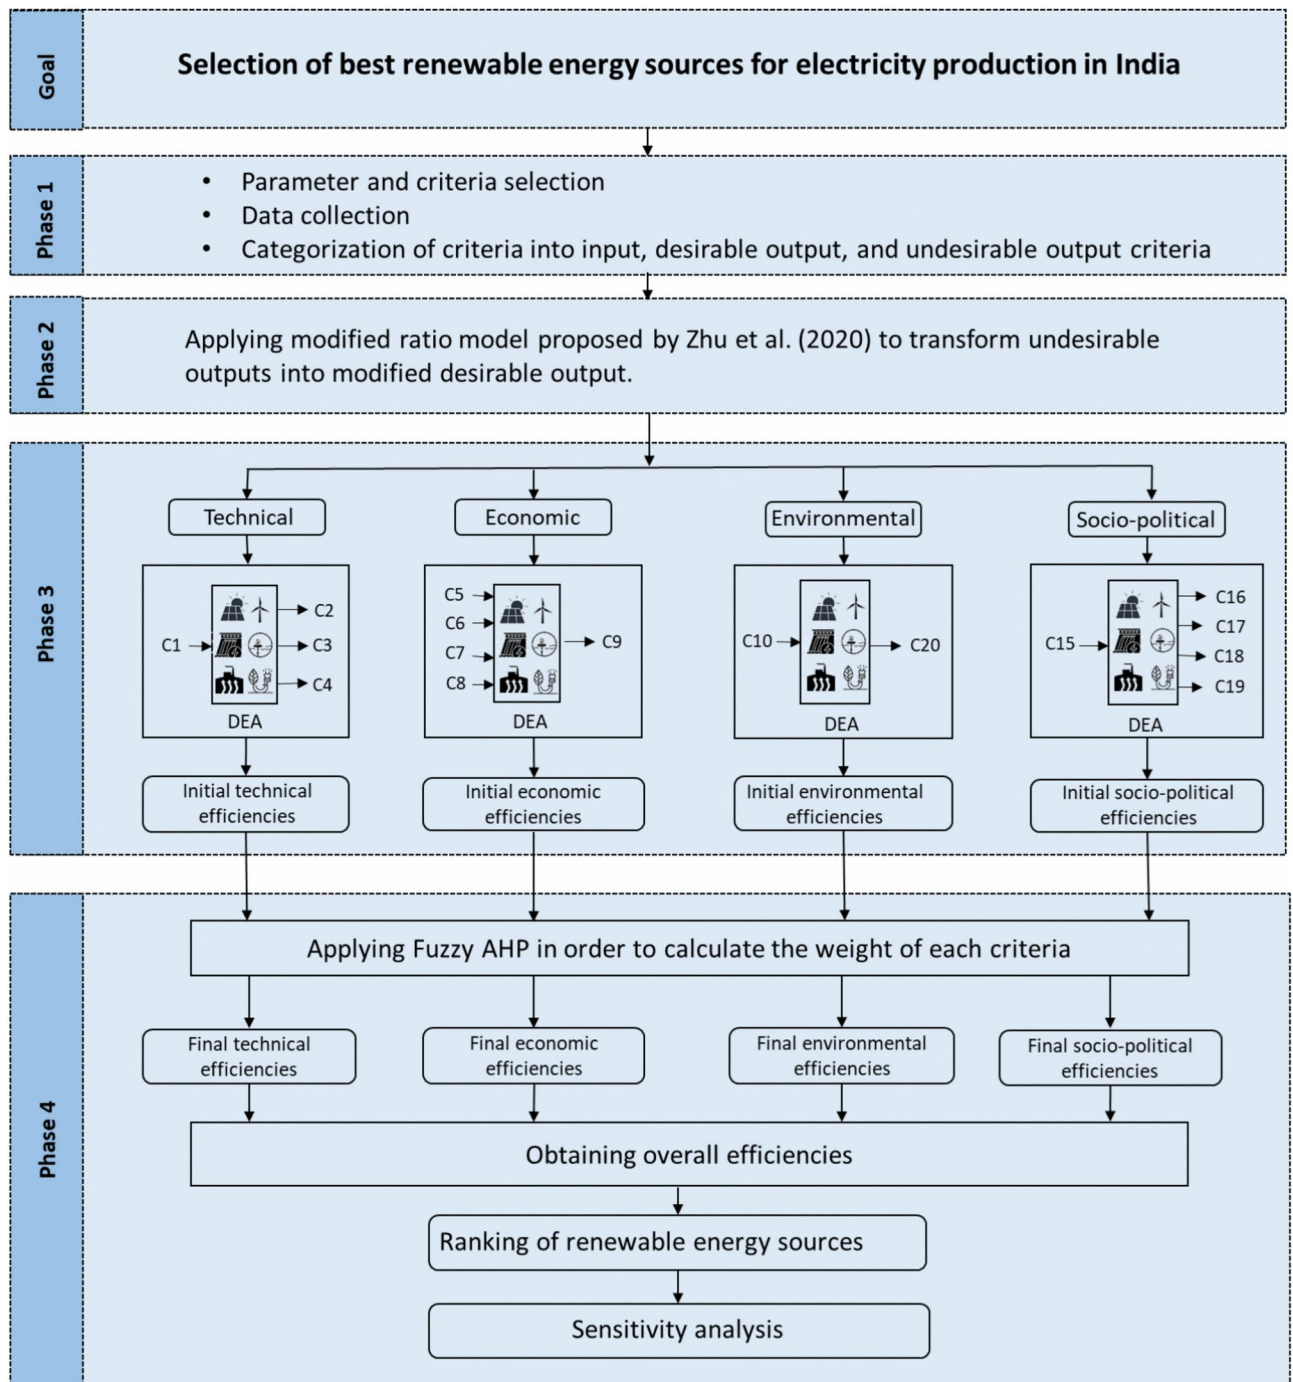 Goal
Selection of best renewable energy sources for electricity production in India
Phase 1
• Parameter and criteria selection
• Data collection
• Categorization of criteria into input, desirable output, and undesirable output criteria
Phase 2
Applying modified ratio model proposed by Zhu et al. (2020) to transform undesirable
outputs into modified desirable output.
Phase 3
Technical
Economic
Environmental
Socio-political
C1
C2
C3
C4
DEA
C5
C6
C7
C8
C9
DEA
C10
C20
DEA
C15
C16
C17
C18
C19
DEA
Initial technical
efficiencies
Initial economic
efficiencies
Initial environmental
efficiencies
Initial socio-political
efficiencies
Phase 4
Applying Fuzzy AHP in order to calculate the weight of each criteria
Final technical
efficiencies
Final economic
efficiencies
Final environmental
efficiencies
Final socio-political
efficiencies
Obtaining overall efficiencies
Ranking of renewable energy sources
Sensitivity analysis